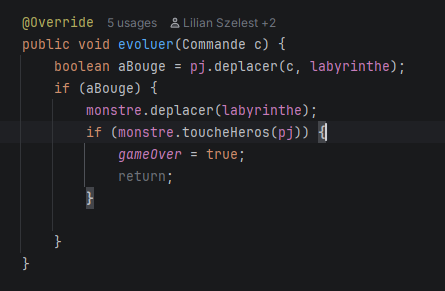 @Override 5 usages Lilian Szelest +2
public void evoluer(Commande c) {
boolean aBouge = pj.deplacer(c, labyrinthe);
if (aBouge) {
monstre.deplacer(labyrinthe);
if (monstre.toucheHeros(pj)) {
gameOver = true;
return;
}
}
}